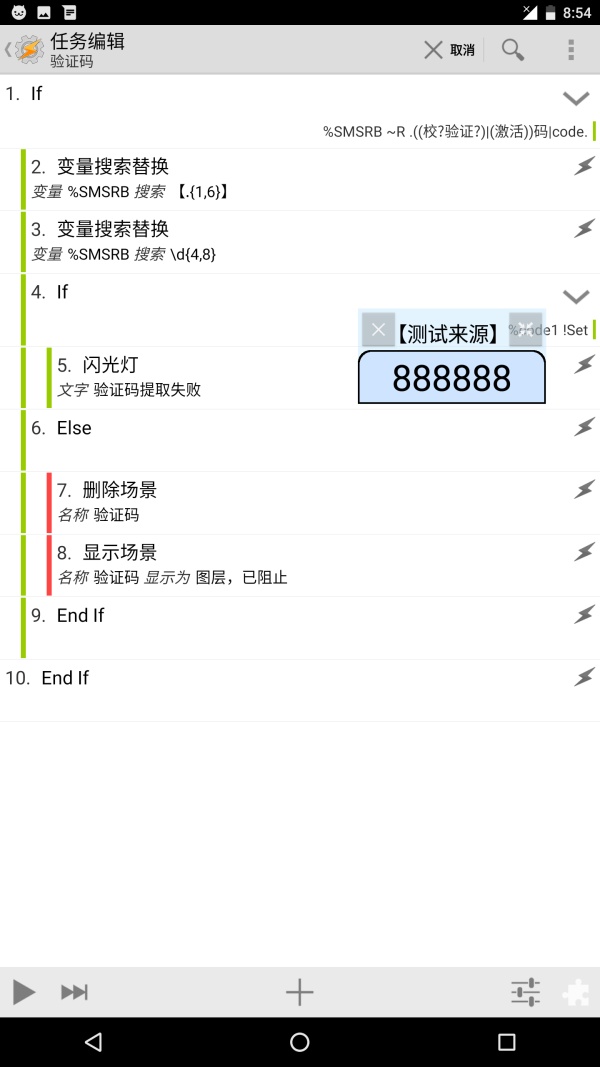 8:54
任务编辑
取消
验证码
1. If
%SMSRB ~R .((校?验证?)|(激活))码|code.
2. 变量搜索替换
变量 %SMSRB 搜索 【.{1,6}】
3. 变量搜索替换
变量 %SMSRB 搜索 \d{4,8}
4. If
【测试来源】
de1 !Set
5. 闪光灯
888888
文字 验证码提取失败
6. Else
7. 删除场景
名称 验证码
8. 显示场景
名称 验证码 显示为 图层，已阻止
9. End If
10. End If